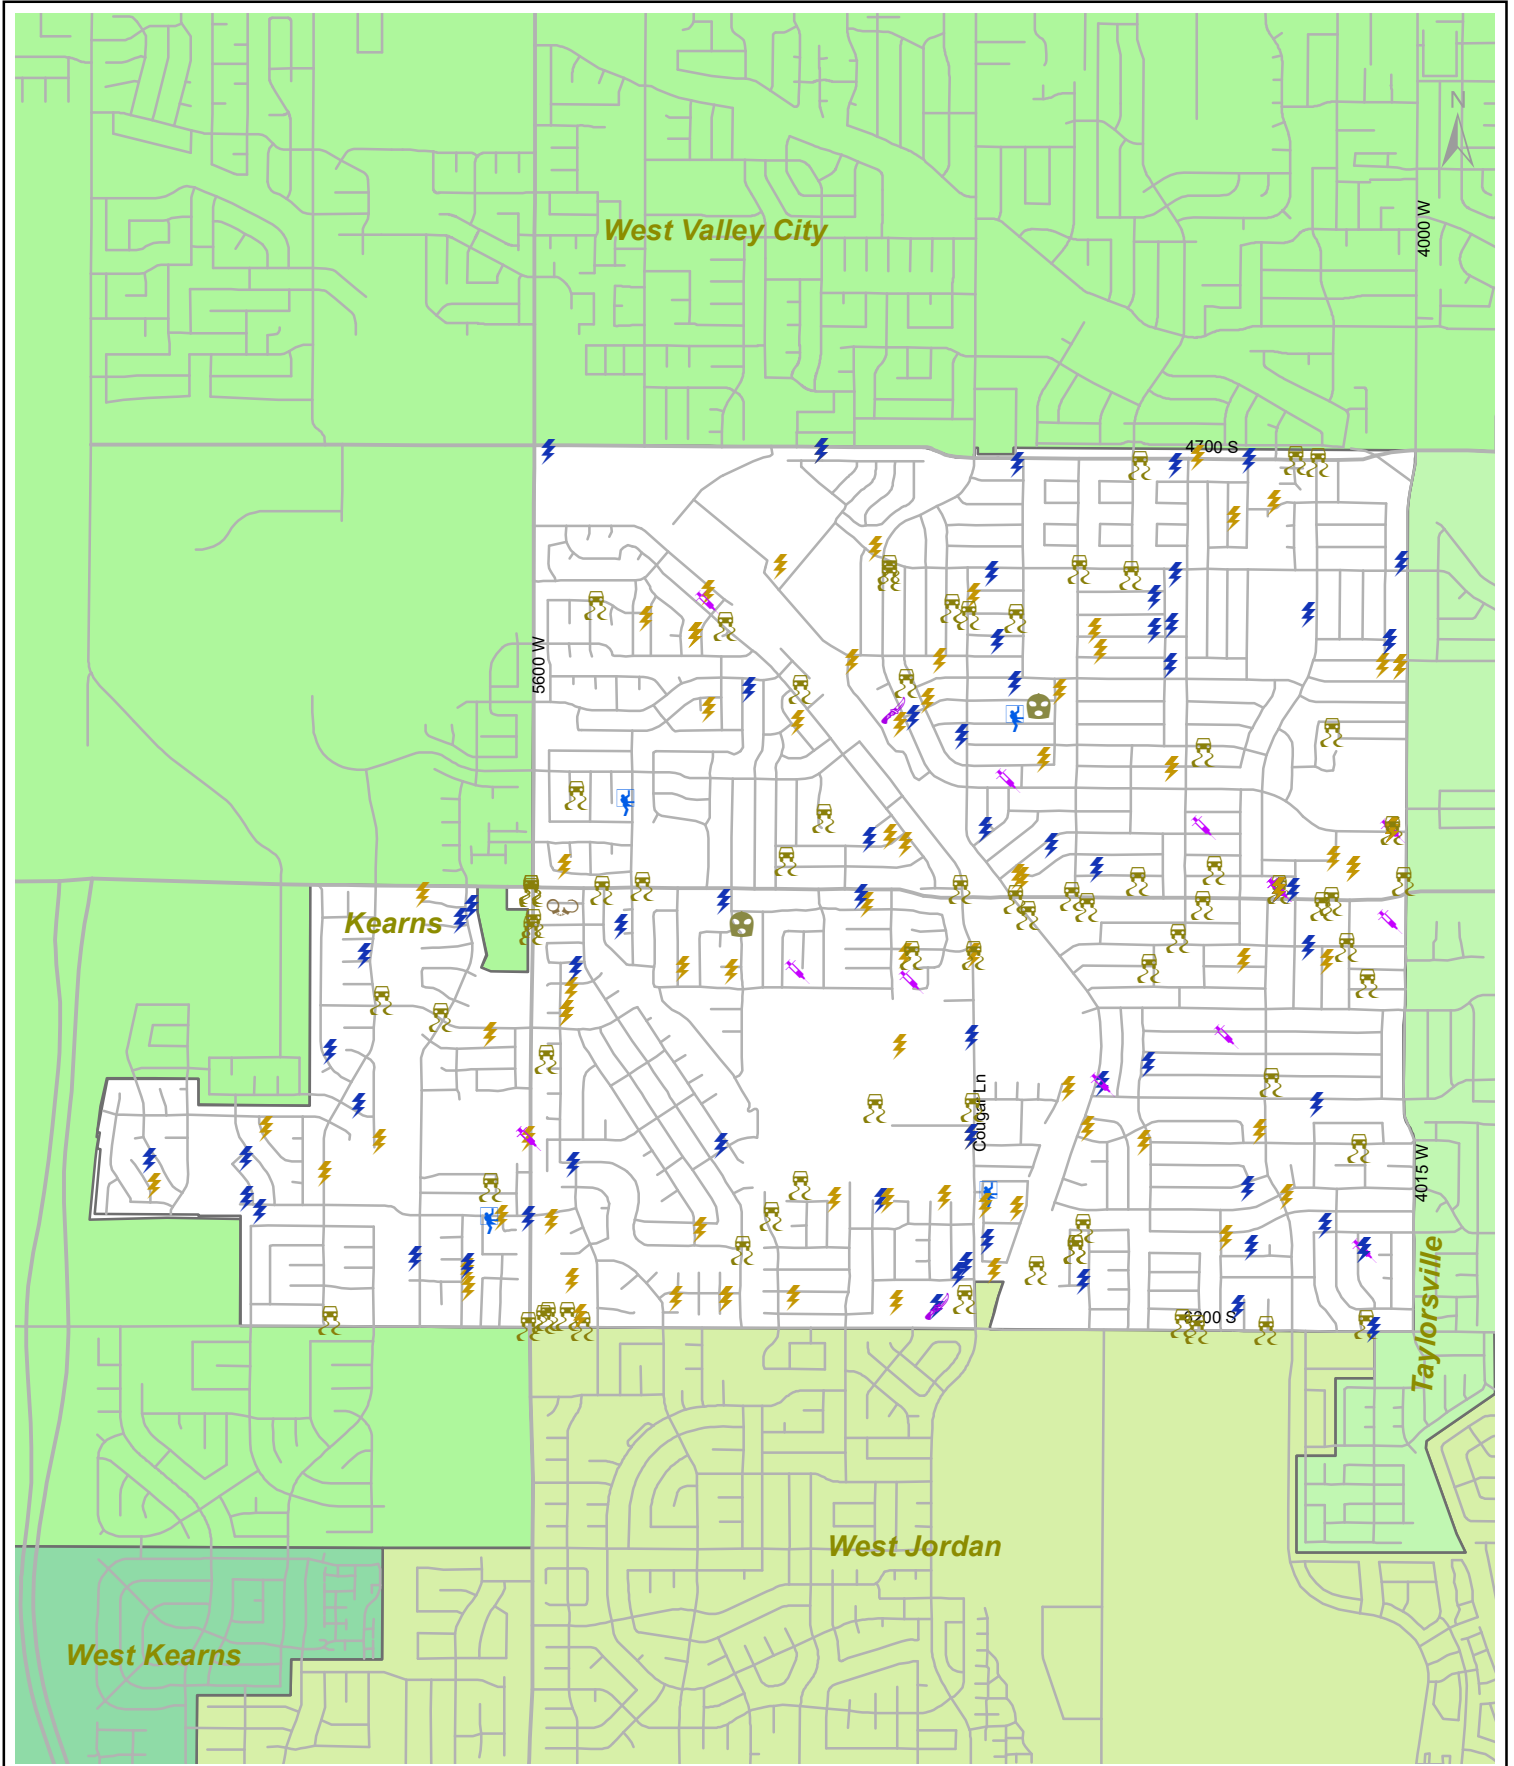 N
4000 W
West Valley City
4700 S
5600 W
Kearns
Cougar Ln
4015 W
Taylorsville
6200 S
West Jordan
West Kearns